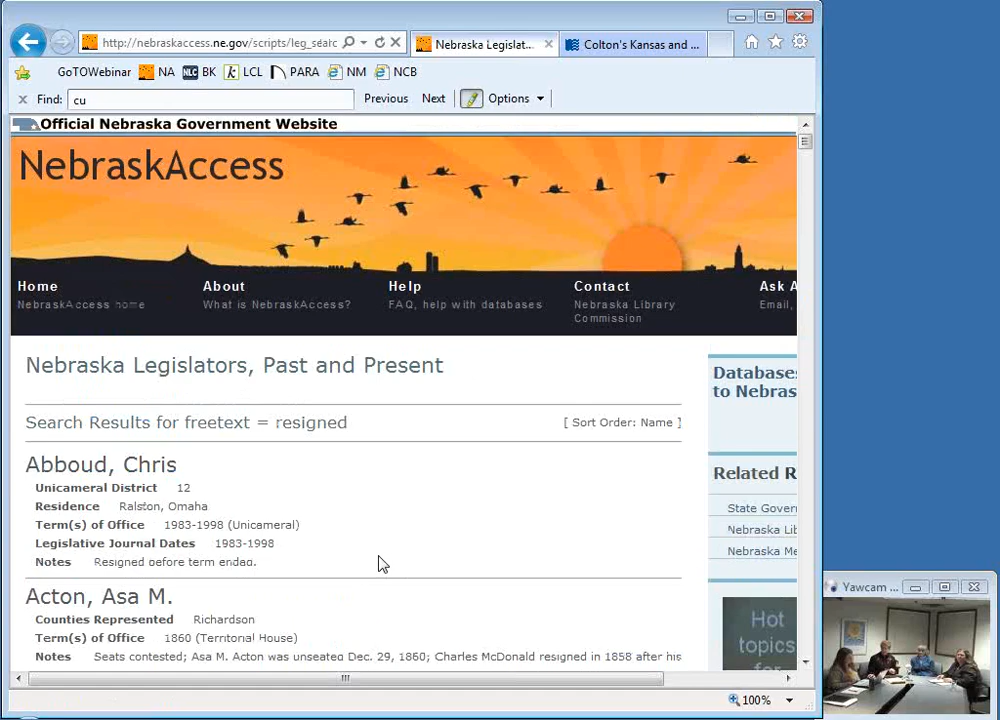 http://nebraskaccess.ne.gov/scripts/leg_searc
Nebraska Legislat...
Colton's Kansas and ...
GoTOWebinar NA NLC BK k LCL PARA NM NCB
Find: cu Previous Next Options
Official Nebraska Government Website
NebraskAccess
Home About Help Contact Ask A
NebraskAccess home What is NebraskAccess? FAQ, help with databases Nebraska Library Email,
Commission
Nebraska Legislators, Past and Present
Search Results for freetext = resigned [ Sort Order: Name ]
Abboud, Chris
Unicameral District 12
Residence Ralston, Omaha
Term(s) of Office 1983-1998 (Unicameral)
Legislative Journal Dates 1983-1998
Notes Resigned before term ended.
Acton, Asa M.
Counties Represented Richardson
Term(s) of Office 1860 (Territorial House)
Notes Seats contested; Asa M. Acton was unseated Dec. 29, 1860; Charles McDonald resigned in 1858 after his
Databases
to Nebras
Related R
State Gover
Nebraska Lib
Nebraska Me
Hot
topics
for
100%
Yawcam ...